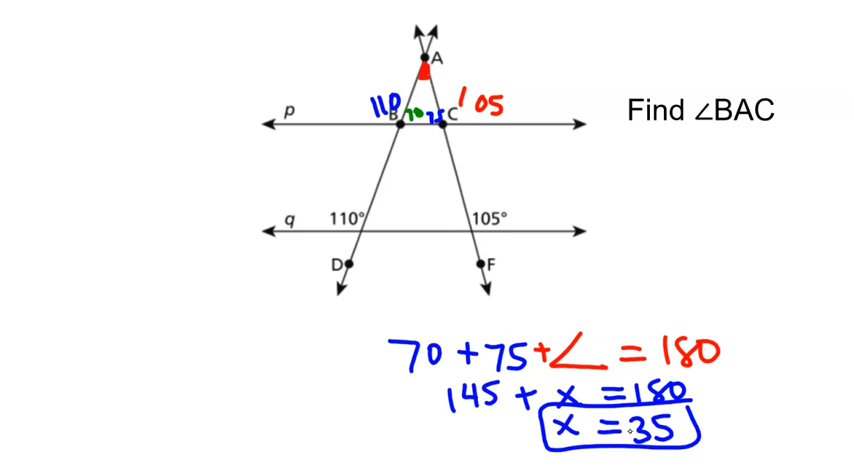 A
110 B 70 75 C 105
p
Find ∠BAC
q 110° 105°
D F
70 + 75 + ∠ = 180
145 + x = 180
x = 35